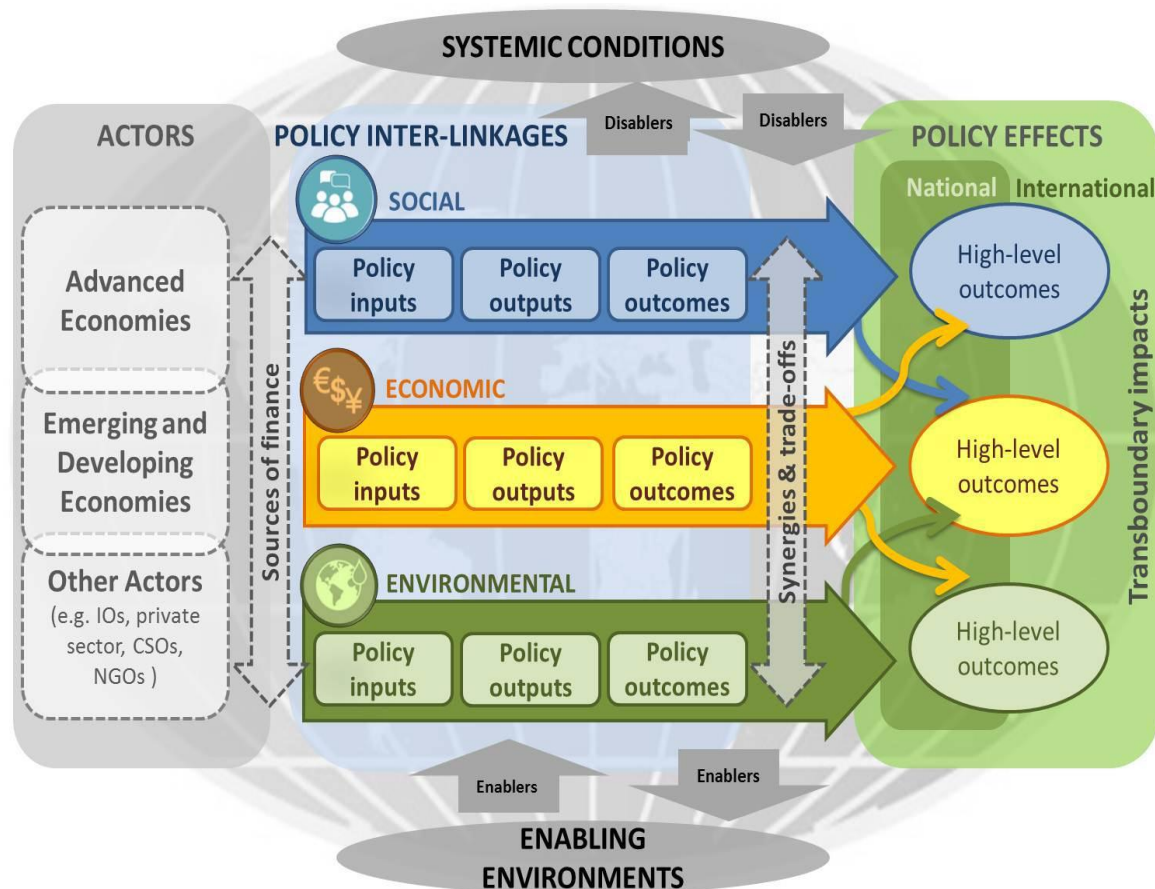 SYSTEMIC CONDITIONS
Disablers
Disablers
ACTORS
POLICY INTER-LINKAGES
POLICY EFFECTS
National
International
Advanced
Economies
Emerging and
Developing
Economies
Other Actors
(e.g. IOs, private
sector, CSOs,
NGOs )
Sources of finance
SOCIAL
Policy
inputs
Policy
outputs
Policy
outcomes
€$¥
ECONOMIC
Policy
inputs
Policy
outputs
Policy
outcomes
ENVIRONMENTAL
Policy
inputs
Policy
outputs
Policy
outcomes
Synergies & trade-offs
High-level
outcomes
High-level
outcomes
High-level
outcomes
Transboundary impacts
Enablers
Enablers
ENABLING
ENVIRONMENTS